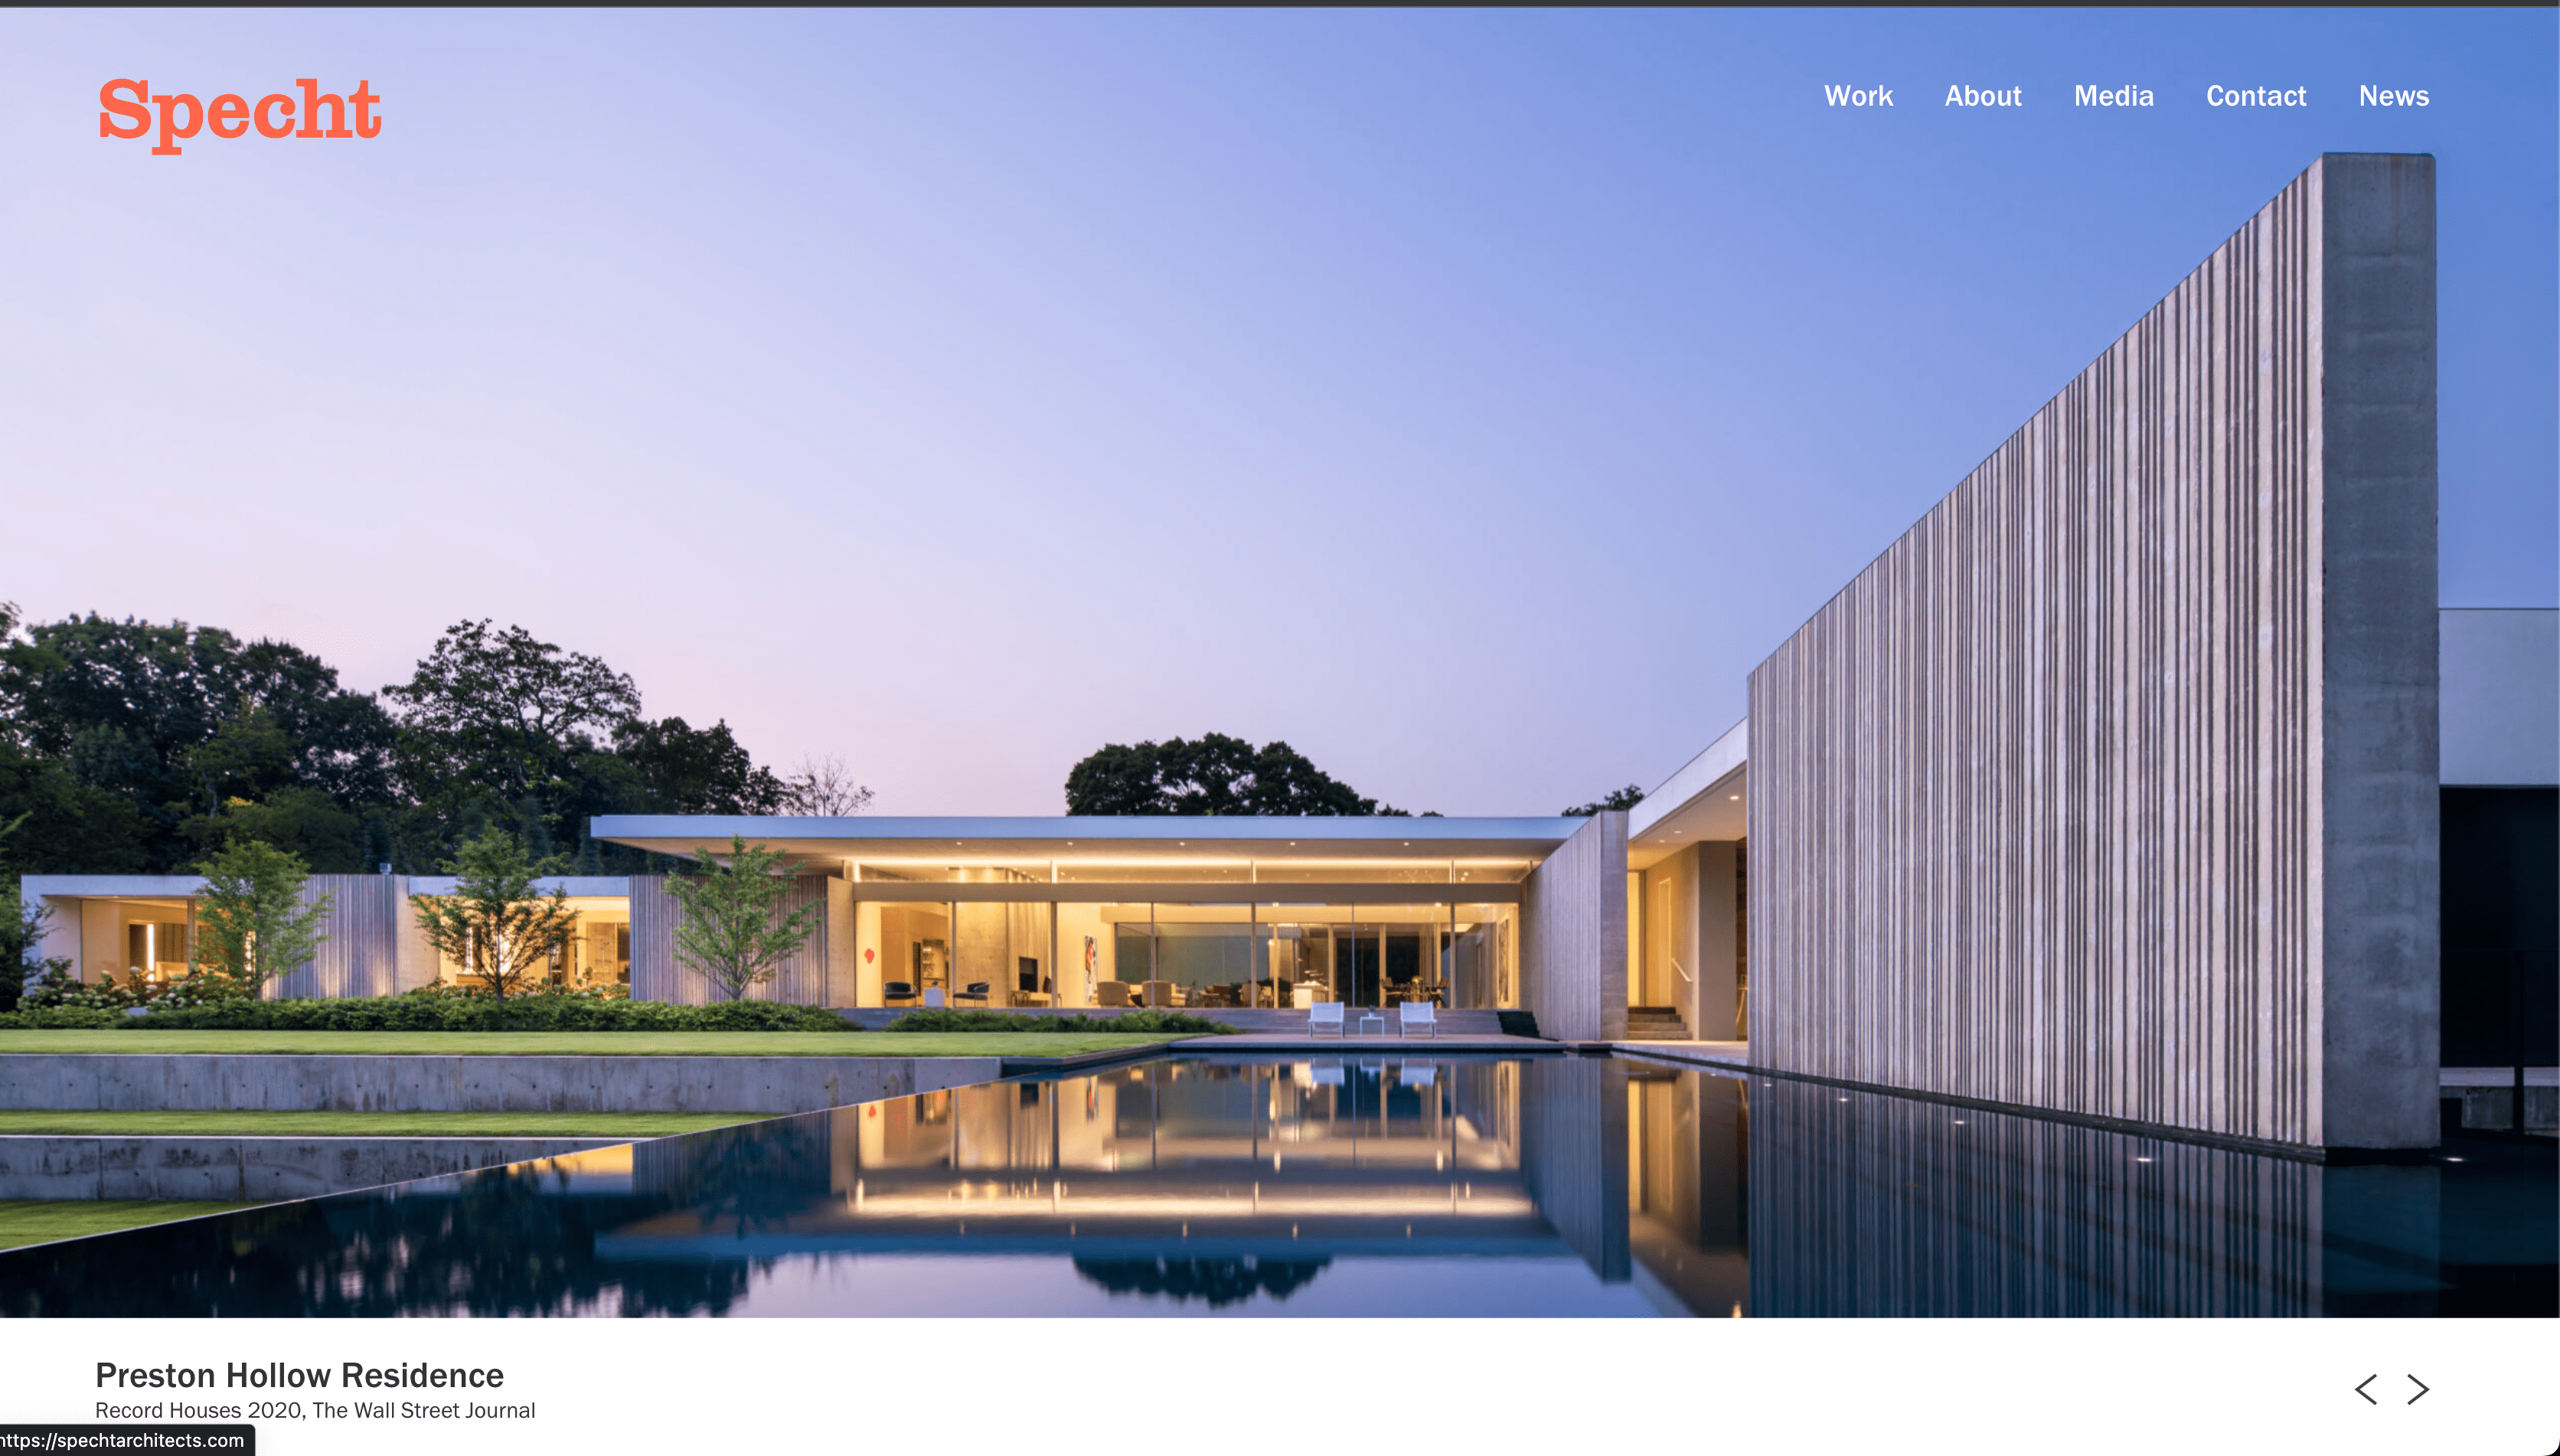 Specht
Work About Media Contact News
Preston Hollow Residence
Record Houses 2020, The Wall Street Journal
https://spechtarchitects.com